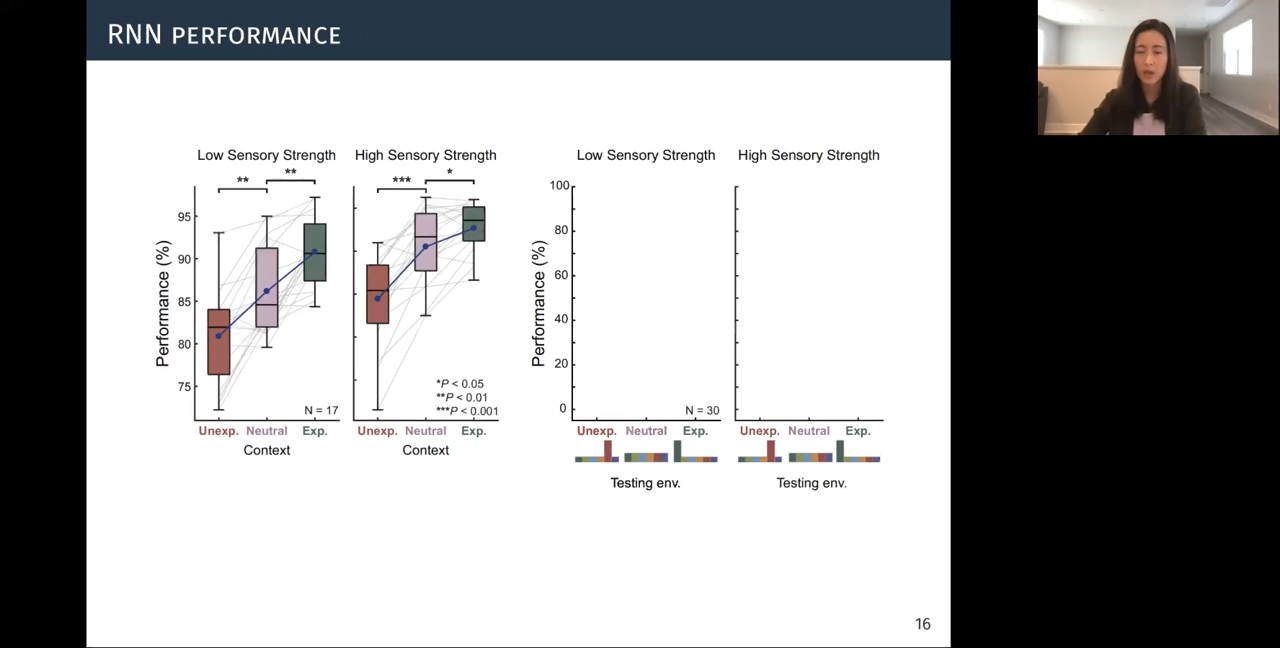 RNN PERFORMANCE
Low Sensory Strength
High Sensory Strength
**
**
***
*
Performance (%)
95
90
85
80
75
N = 17
*P < 0.05
**P < 0.01
***P < 0.001
Unexp.
Neutral
Exp.
Unexp.
Neutral
Exp.
Context
Context
Low Sensory Strength
High Sensory Strength
Performance (%)
100
80
60
40
20
0
N = 30
Unexp.
Neutral
Exp.
Unexp.
Neutral
Exp.
Testing env.
Testing env.
16